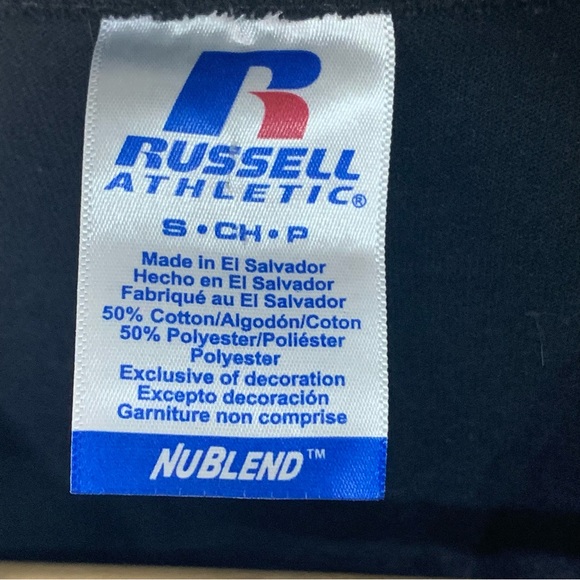 R
RUSSELL
ATHLETIC®
S • CH • P
Made in El Salvador
Hecho en El Salvador
Fabriqué au El Salvador
50% Cotton/Algodón/Coton
50% Polyester/Poliéster
Polyester
Exclusive of decoration
Excepto decoración
Garniture non comprise
NUBLEND™